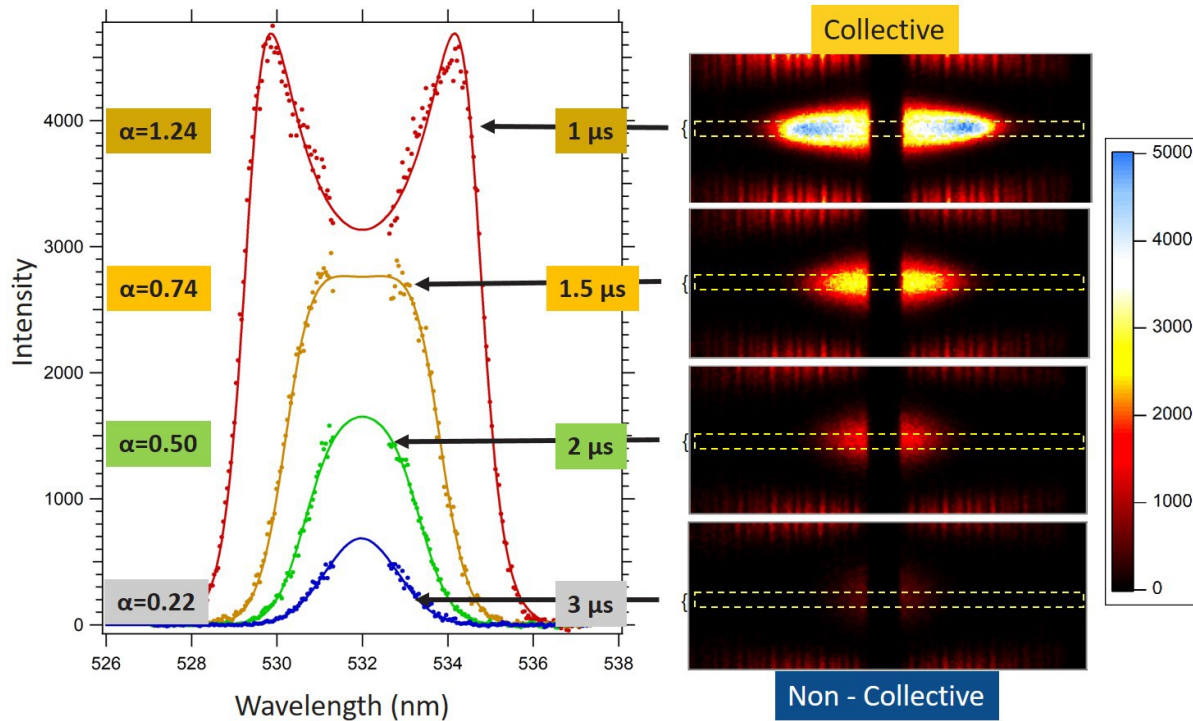 Collective
4000
3000
2000
1000
0
Intensity
526
528
530
532
534
536
538
Wavelength (nm)
α=1.24
1 µs
α=0.74
1.5 µs
α=0.50
2 µs
α=0.22
3 µs
{
{
{
{
5000
4000
3000
2000
1000
0
Non - Collective